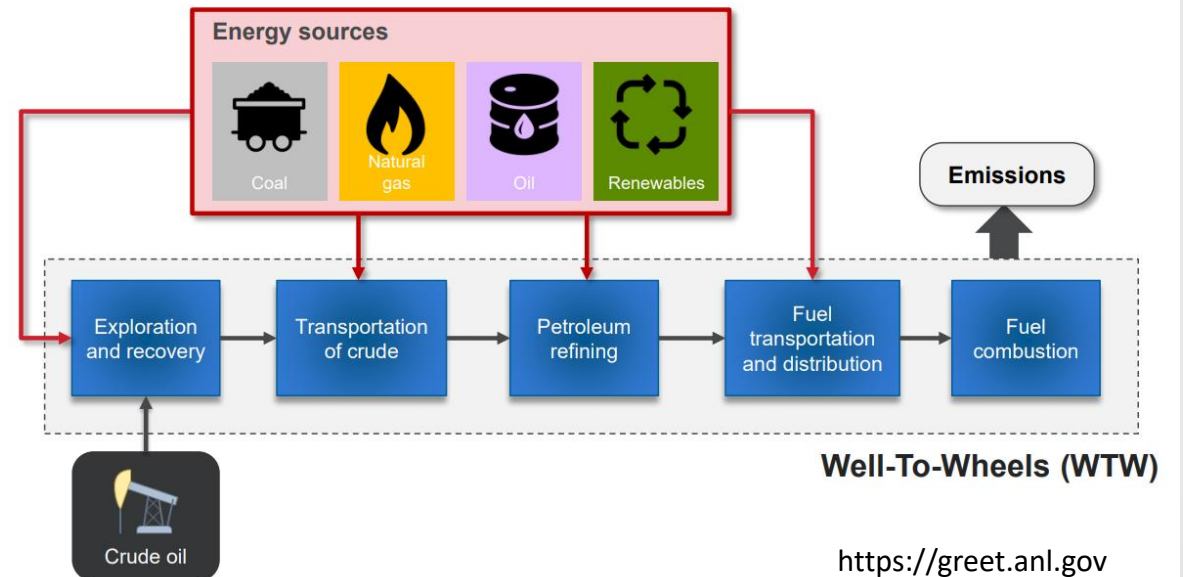 Energy sources
Coal
Natural
gas
Oil
Renewables
Emissions
Exploration
and recovery
Transportation
of crude
Petroleum
refining
Fuel
transportation
and distribution
Fuel
combustion
Well-To-Wheels (WTW)
Crude oil
https://greet.anl.gov